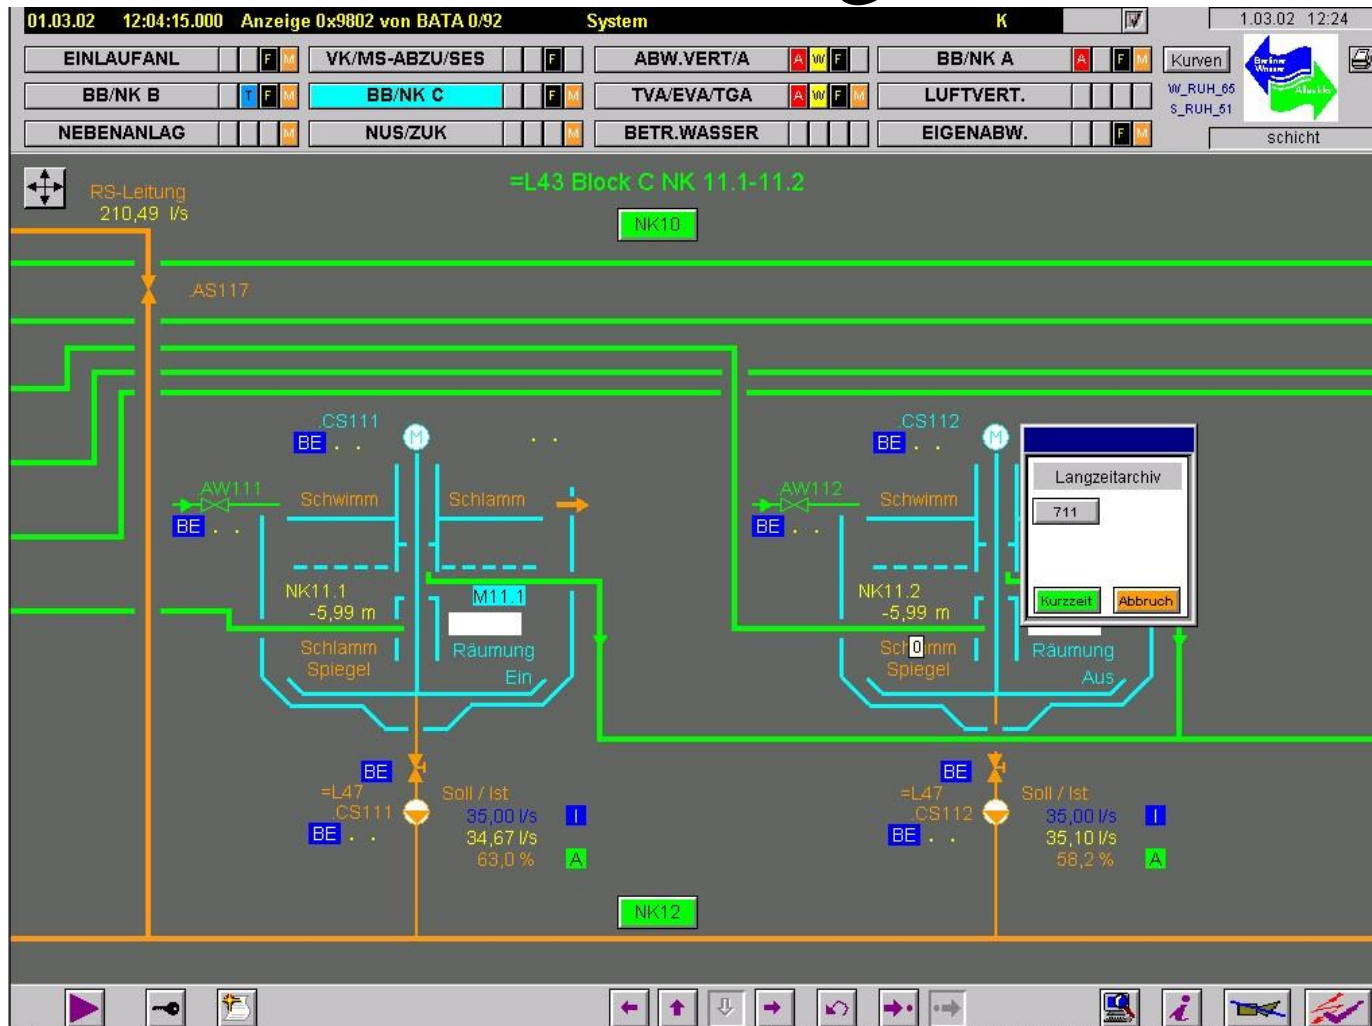 01.03.02 12:04:15.000 Anzeige 0x9802 von BATA 0/92 System K
1.03.02 12:24
EINLAUFANL F M VK/MS-ABZU/SES F ABW.VERT/A A W F BB/NK A A F M Kurven
BB/NK B T F M BB/NK C F M TVA/EVA/TGA A W F M LUFTVERT.
W_RUH_65
S_RUH_51
Berliner
Wasser
NEBENANLAG M NUS/ZUK M BETR.WASSER EIGENABW. F M schicht
=L43 Block C NK 11.1-11.2
RS-Leitung
210,49 l/s
NK10
.AS117
.CS111
BE . .
M
. .
.CS112
BE . .
M
Langzeitarchiv
711
Kurzzeit Abbruch
.AW111
BE . .
Schwimm Schlamm
.AW112
BE . .
Schwimm
NK11.1
-5,99 m
M11.1
Schlamm
Spiegel
Räumung
Ein
NK11.2
-5,99 m
0
Schlamm
Spiegel
Räumung
Aus
BE
=L47
.CS111
BE . .
Soll / Ist
35,00 l/s I
34,67 l/s
63,0 % A
BE
=L47
.CS112
BE . .
Soll / Ist
35,00 l/s I
35,10 l/s
58,2 % A
NK12
i